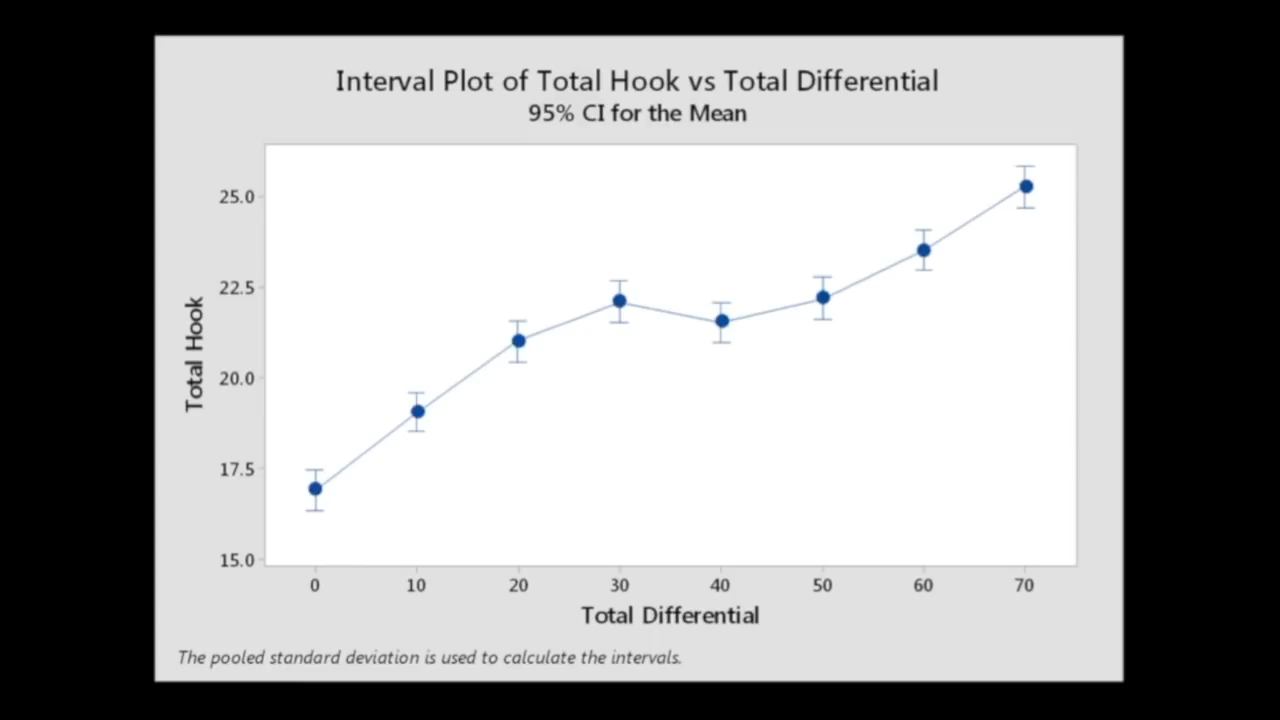 Interval Plot of Total Hook vs Total Differential
95% CI for the Mean
25.0
22.5
20.0
17.5
15.0
Total Hook
0 10 20 30 40 50 60 70
Total Differential
The pooled standard deviation is used to calculate the intervals.